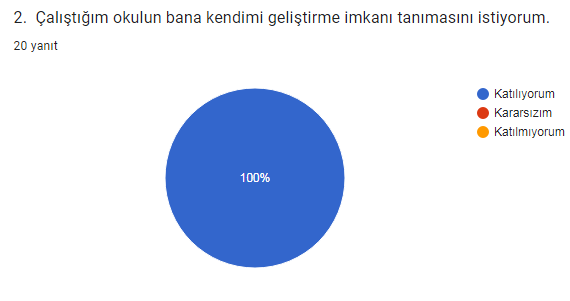 2. Çalıştığım okulun bana kendimi geliştirme imkanı tanımasını istiyorum.
20 yanıt
Katılıyorum
Kararsızım
Katılmıyorum
100%